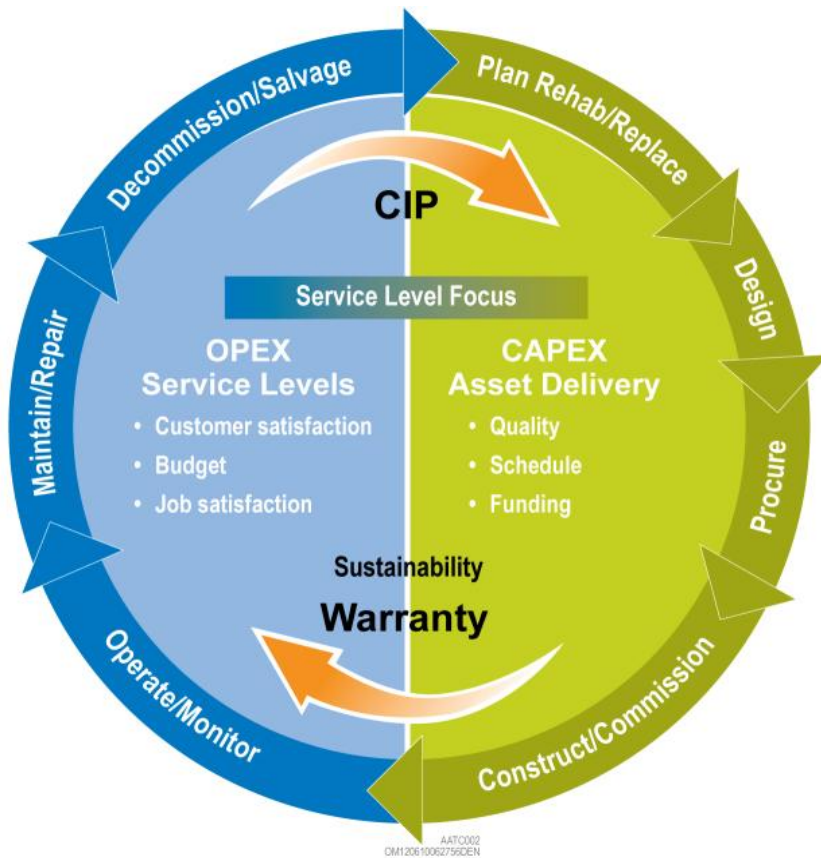 Decommission/Salvage
Plan Rehab/Replace
Design
Procure
Construct/Commission
Operate/Monitor
Maintain/Repair
CIP
Service Level Focus
OPEX
Service Levels
• Customer satisfaction
• Budget
• Job satisfaction
CAPEX
Asset Delivery
• Quality
• Schedule
• Funding
Sustainability
Warranty
AATC002
OM120610062756DEN